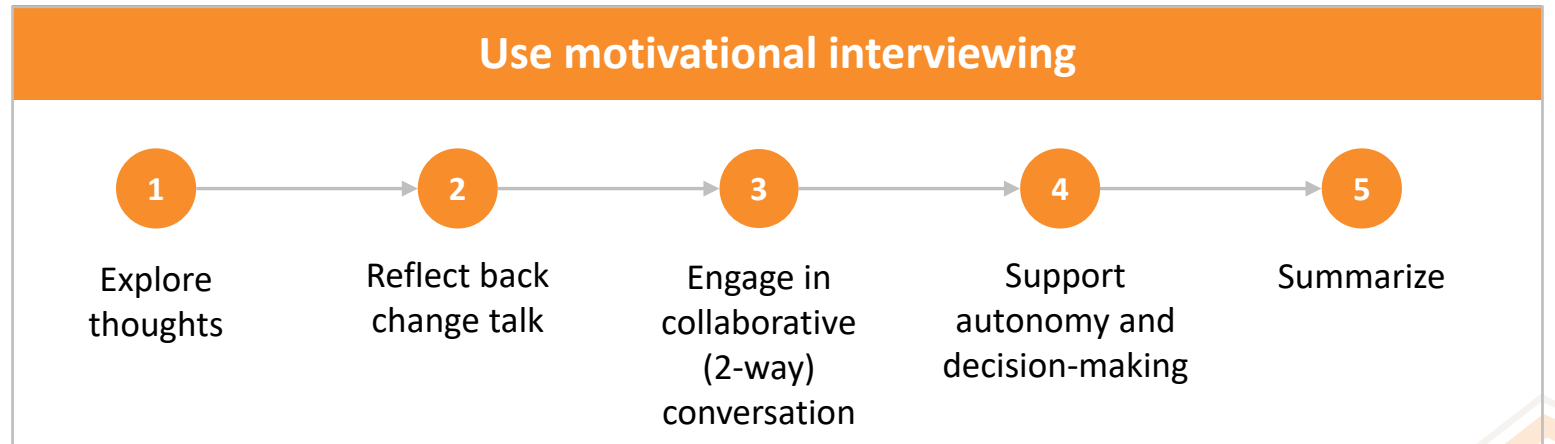 Use motivational interviewing
1
2
3
4
5
Explore
thoughts
Reflect back
change talk
Engage in
collaborative
(2-way)
conversation
Support
autonomy and
decision-making
Summarize